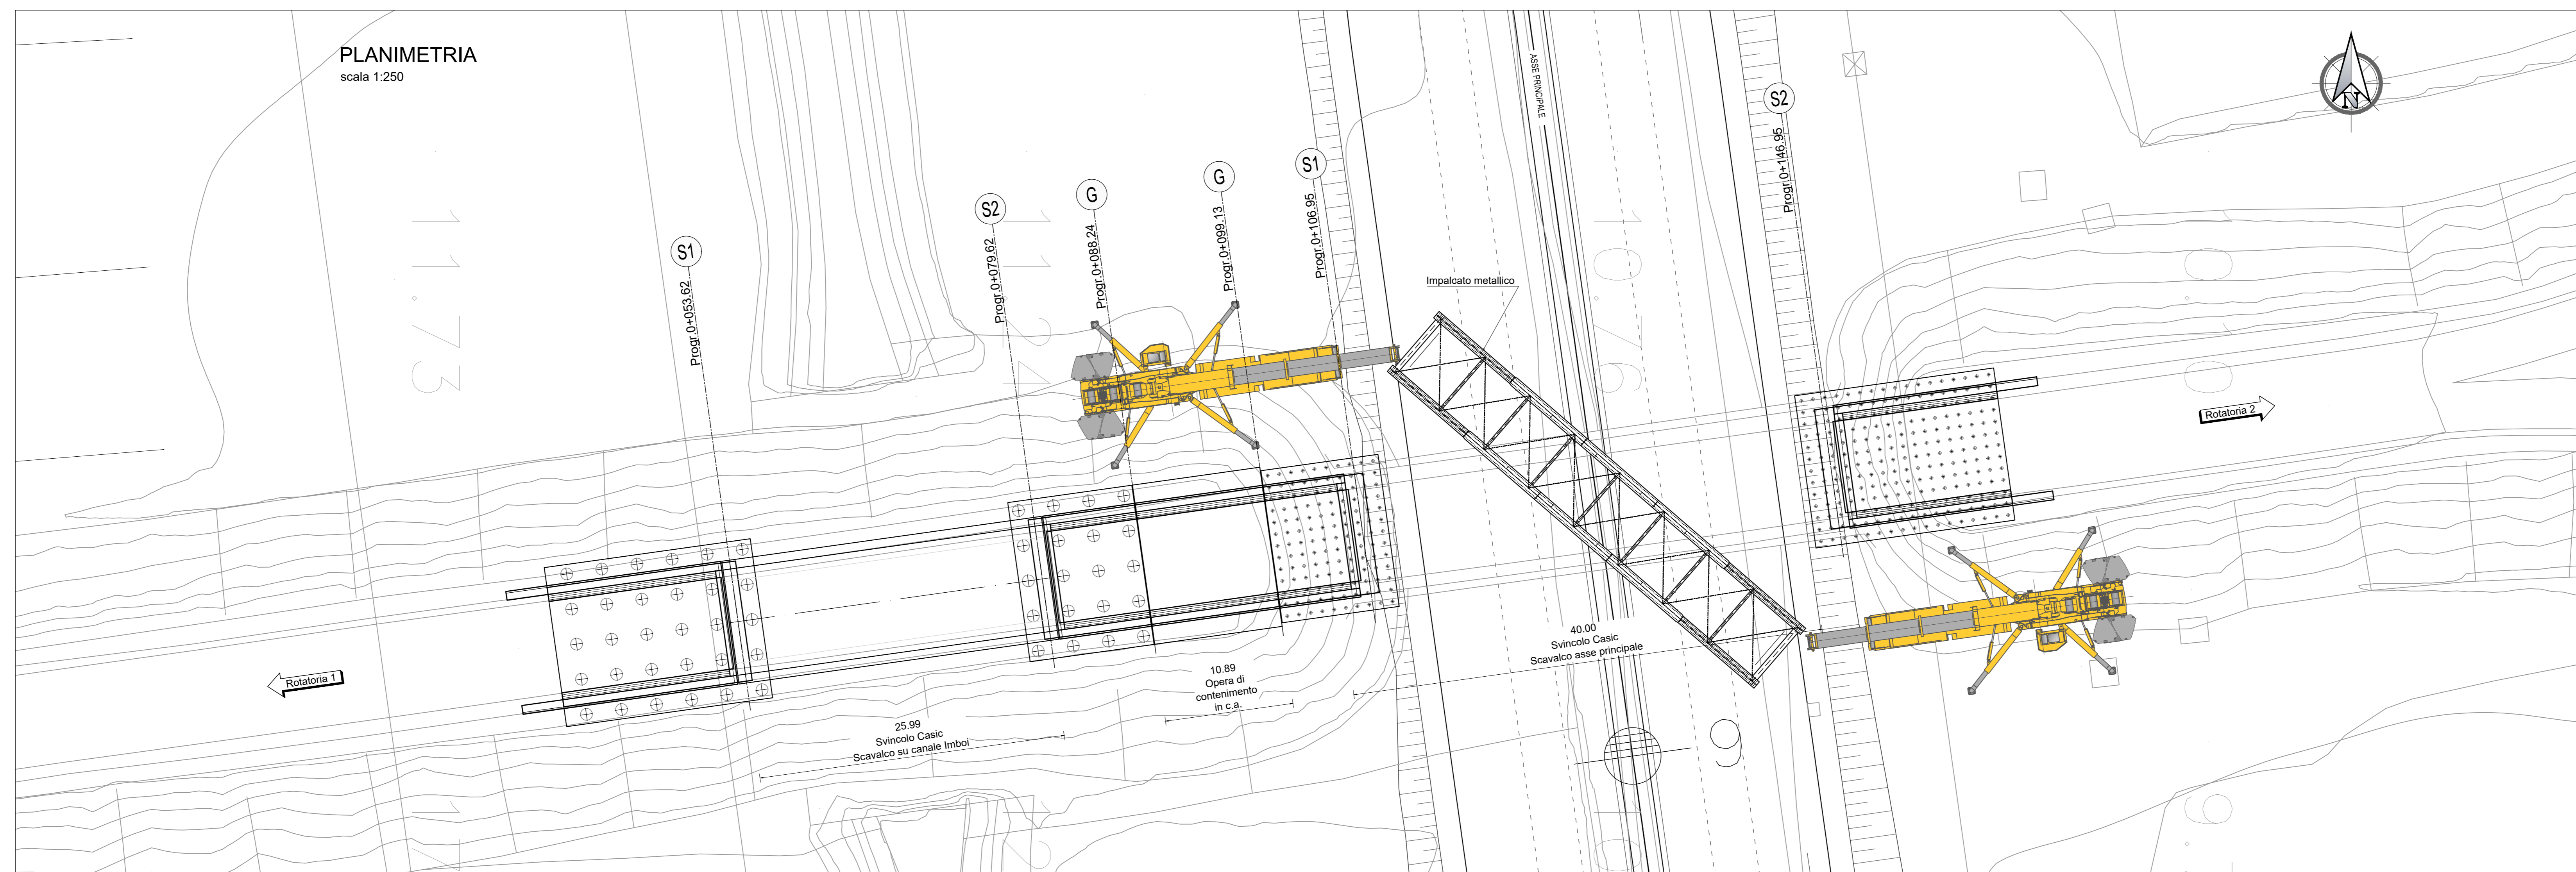 PLANIMETRIA
scala 1:250
ASSE PRINCIPALE
N
S1
Progr.0+053.62
S2
Progr.0+079.62
G
Progr.0+088.24
G
Progr.0+099.13
S1
Progr.0+106.95
S2
Progr.0+146.95
Impalcato metallico
Rotatoria 2
Rotatoria 1
40.00
Svincolo Casic
Scavalco asse principale
10.89
Opera di
contenimento
in c.a.
25.99
Svincolo Casic
Scavalco su canale Imboi
9